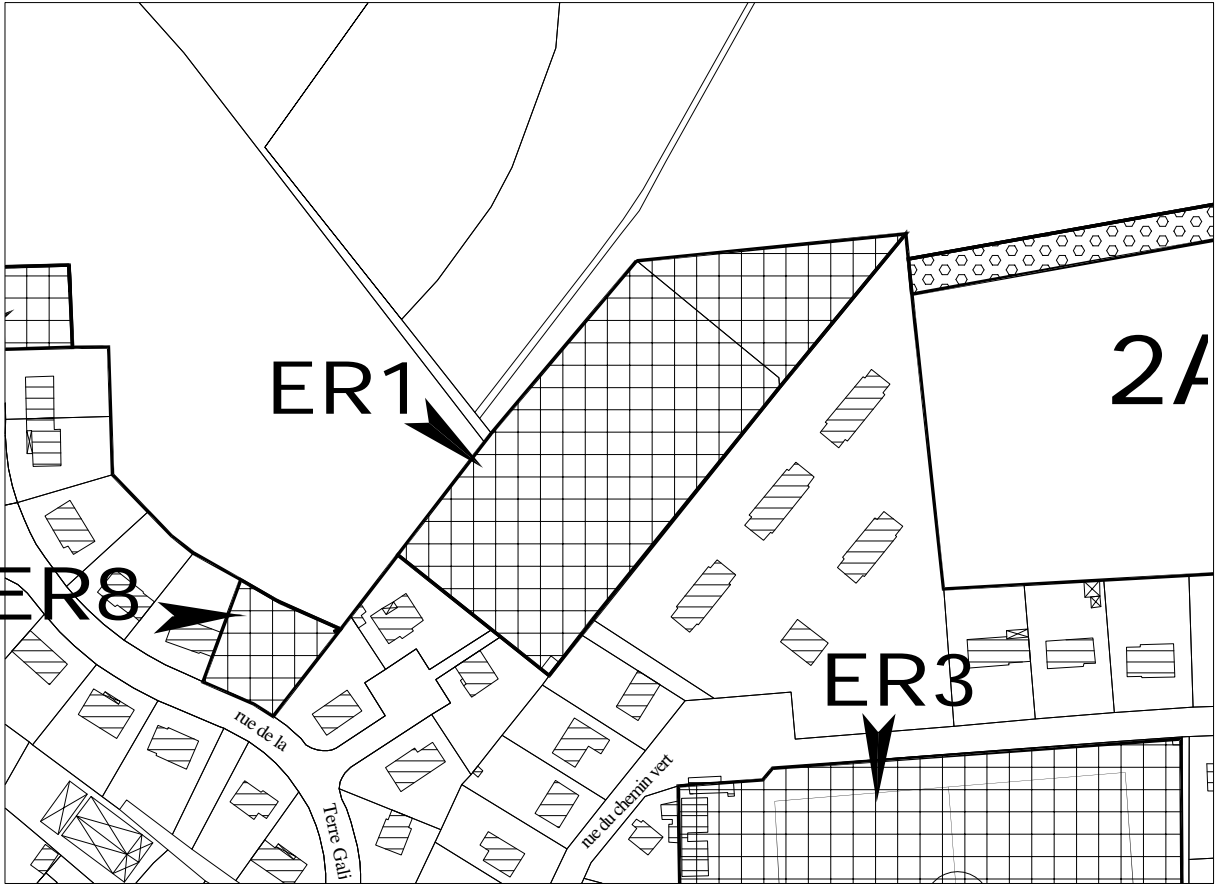 2A
ER1
ER8
ER3
rue de la
Terre Gali
rue du chemin vert